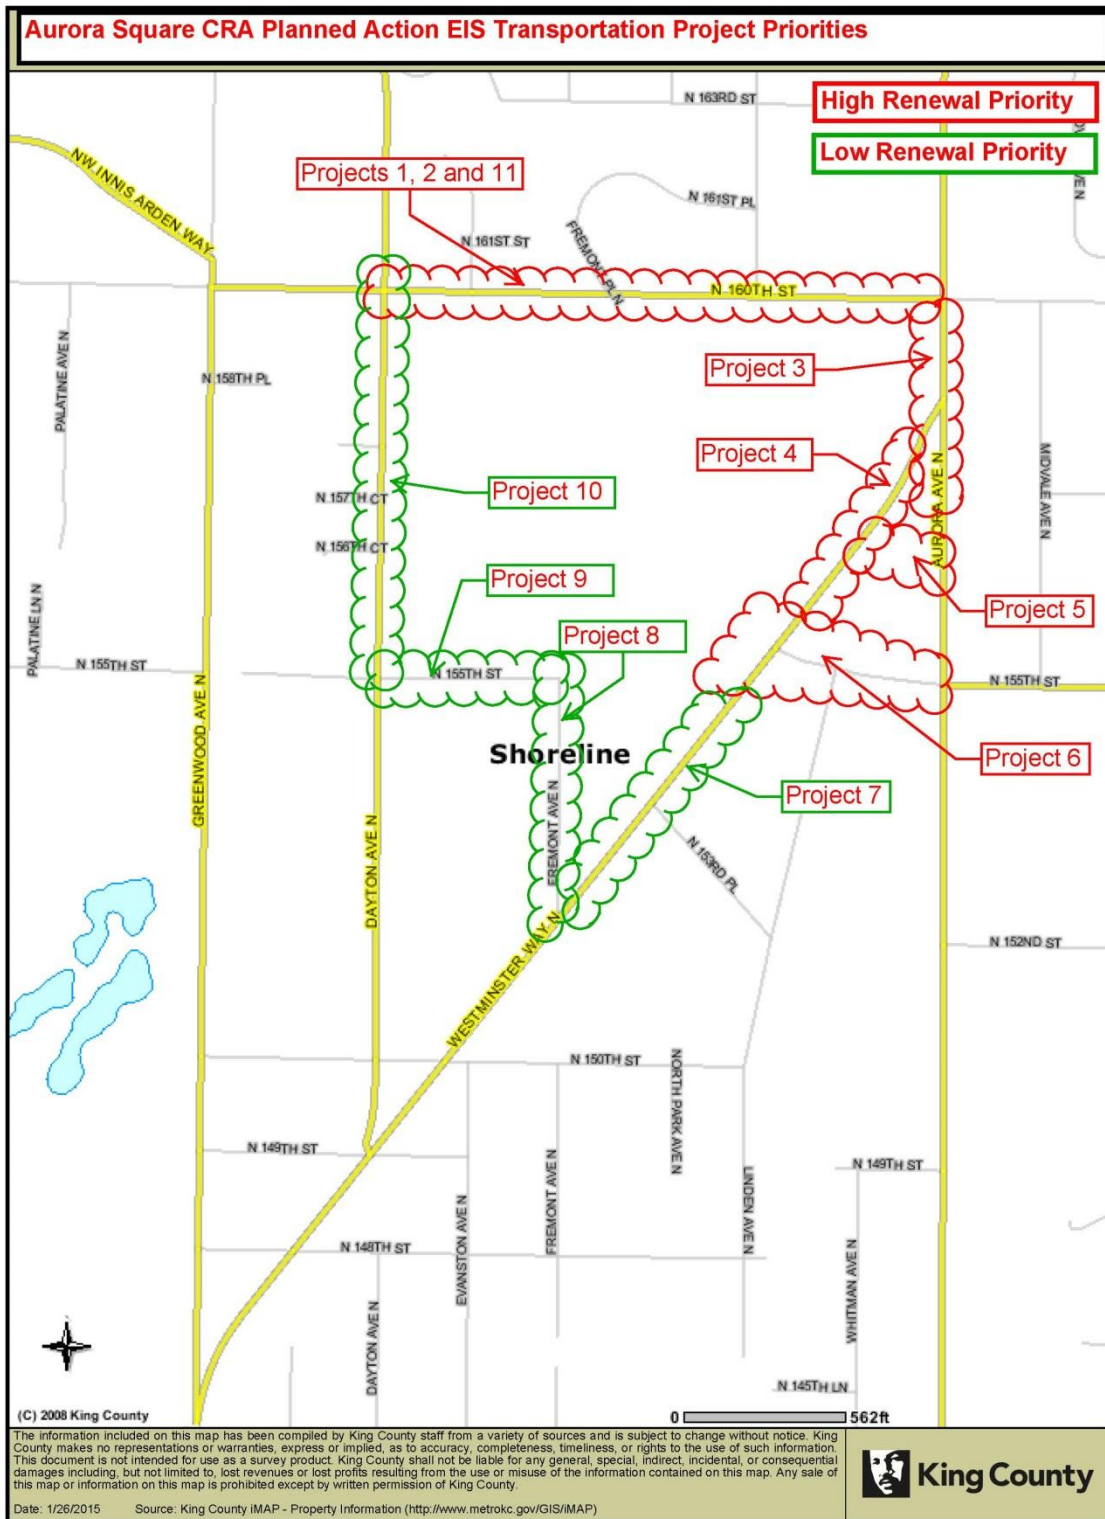 Aurora Square CRA Planned Action EIS Transportation Project Priorities
High Renewal Priority
Low Renewal Priority
N 163RD ST
NW INNIS ARDEN WAY
Projects 1, 2 and 11
N 161ST PL
N 161ST ST
FREMONT PL N
N 160TH ST
PALATINE AVE N
N 158TH PL
Project 3
Project 4
MIDVALE AVE N
AURORA AVE N
N 157TH CT
Project 10
N 156TH CT
Project 9
Project 5
PALATINE LN N
Project 8
N 155TH ST
N 155TH ST
N 155TH ST
GREENWOOD AVE N
Shoreline
Project 6
Project 7
FREMONT AVE N
N 153RD PL
DAYTON AVE N
WESTMINSTER WAY N
N 152ND ST
N 150TH ST
NORTH PARK AVE N
N 149TH ST
N 149TH ST
EVANSTON AVE N
FREMONT AVE N
LINDEN AVE N
N 148TH ST
WHITMAN AVE N
DAYTON AVE N
N 145TH LN
(C) 2008 King County
0 562ft
The information included on this map has been compiled by King County staff from a variety of sources and is subject to change without notice. King
County makes no representations or warranties, express or implied, as to accuracy, completeness, timeliness, or rights to the use of such information.
This document is not intended for use as a survey product. King County shall not be liable for any general, special, indirect, incidental, or consequential
damages including, but not limited to, lost revenues or lost profits resulting from the use or misuse of the information contained on this map. Any sale of
this map or information on this map is prohibited except by written permission of King County.
Date: 1/26/2015 Source: King County iMAP - Property Information (http://www.metrokc.gov/GIS/iMAP)
King County